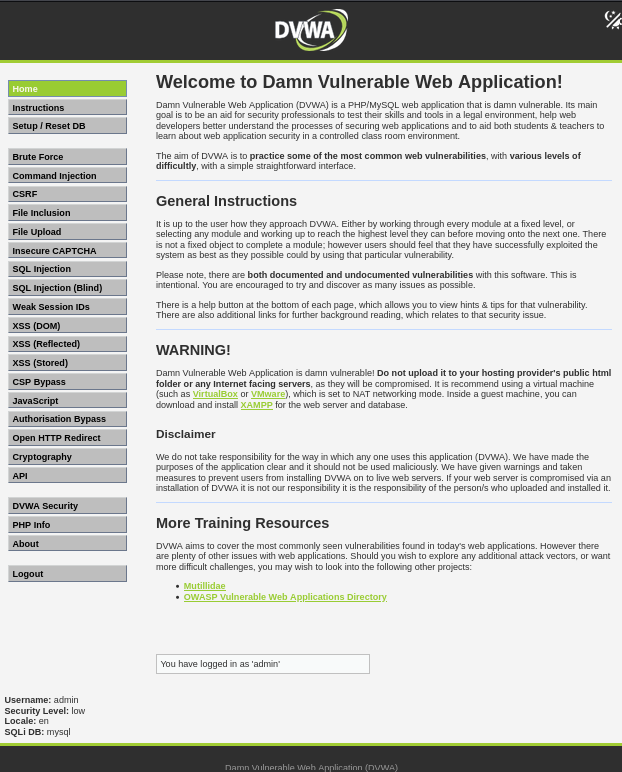 DVWA
Home
Instructions
Setup / Reset DB
Brute Force
Command Injection
CSRF
File Inclusion
File Upload
Insecure CAPTCHA
SQL Injection
SQL Injection (Blind)
Weak Session IDs
XSS (DOM)
XSS (Reflected)
XSS (Stored)
CSP Bypass
JavaScript
Authorisation Bypass
Open HTTP Redirect
Cryptography
API
DVWA Security
PHP Info
About
Logout
Welcome to Damn Vulnerable Web Application!
Damn Vulnerable Web Application (DVWA) is a PHP/MySQL web application that is damn vulnerable. Its main
goal is to be an aid for security professionals to test their skills and tools in a legal environment, help web
developers better understand the processes of securing web applications and to aid both students & teachers to
learn about web application security in a controlled class room environment.
The aim of DVWA is to practice some of the most common web vulnerabilities, with various levels of
difficultly, with a simple straightforward interface.
General Instructions
It is up to the user how they approach DVWA. Either by working through every module at a fixed level, or
selecting any module and working up to reach the highest level they can before moving onto the next one. There
is not a fixed object to complete a module; however users should feel that they have successfully exploited the
system as best as they possible could by using that particular vulnerability.
Please note, there are both documented and undocumented vulnerabilities with this software. This is
intentional. You are encouraged to try and discover as many issues as possible.
There is a help button at the bottom of each page, which allows you to view hints & tips for that vulnerability.
There are also additional links for further background reading, which relates to that security issue.
WARNING!
Damn Vulnerable Web Application is damn vulnerable! Do not upload it to your hosting provider's public html
folder or any Internet facing servers, as they will be compromised. It is recommend using a virtual machine
(such as VirtualBox or VMware), which is set to NAT networking mode. Inside a guest machine, you can
download and install XAMPP for the web server and database.
Disclaimer
We do not take responsibility for the way in which any one uses this application (DVWA). We have made the
purposes of the application clear and it should not be used maliciously. We have given warnings and taken
measures to prevent users from installing DVWA on to live web servers. If your web server is compromised via an
installation of DVWA it is not our responsibility it is the responsibility of the person/s who uploaded and installed it.
More Training Resources
DVWA aims to cover the most commonly seen vulnerabilities found in today's web applications. However there
are plenty of other issues with web applications. Should you wish to explore any additional attack vectors, or want
more difficult challenges, you may wish to look into the following other projects:
• Mutillidae
• OWASP Vulnerable Web Applications Directory
You have logged in as 'admin'
Username: admin
Security Level: low
Locale: en
SQLi DB: mysql
Damn Vulnerable Web Application (DVWA)